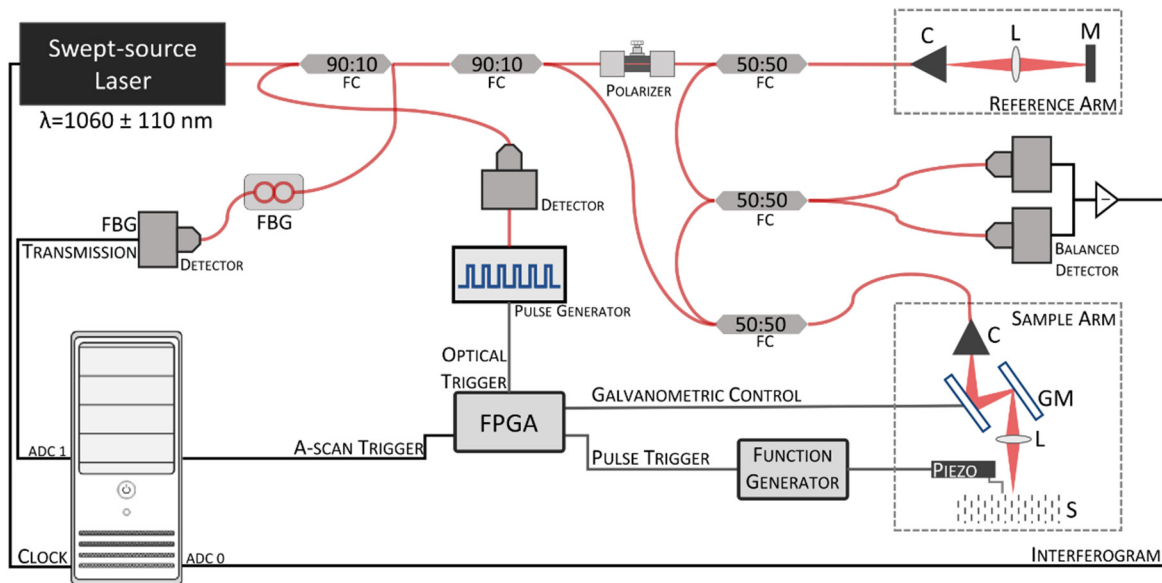 Swept-source
Laser
λ=1060 ± 110 nm
90:10
FC
90:10
FC
POLARIZER
50:50
FC
C
L
M
REFERENCE ARM
FBG
DETECTOR
50:50
FC
BALANCED
DETECTOR
FBG
TRANSMISSION
DETECTOR
PULSE GENERATOR
50:50
FC
SAMPLE ARM
C
GM
L
PIEZO
S
OPTICAL
TRIGGER
FPGA
GALVANOMETRIC CONTROL
PULSE TRIGGER
FUNCTION
GENERATOR
A-SCAN TRIGGER
ADC 1
CLOCK
ADC 0
INTERFEROGRAM